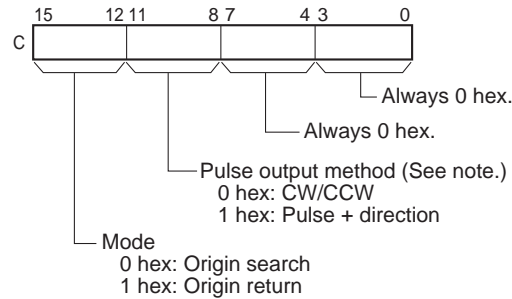 15 12 11 8 7 4 3 0
C
Always 0 hex.
Always 0 hex.
Pulse output method (See note.)
0 hex: CW/CCW
1 hex: Pulse + direction
Mode
0 hex: Origin search
1 hex: Origin return